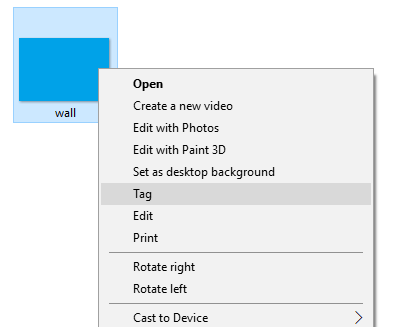 wall
Open
Create a new video
Edit with Photos
Edit with Paint 3D
Set as desktop background
Tag
Edit
Print
Rotate right
Rotate left
Cast to Device